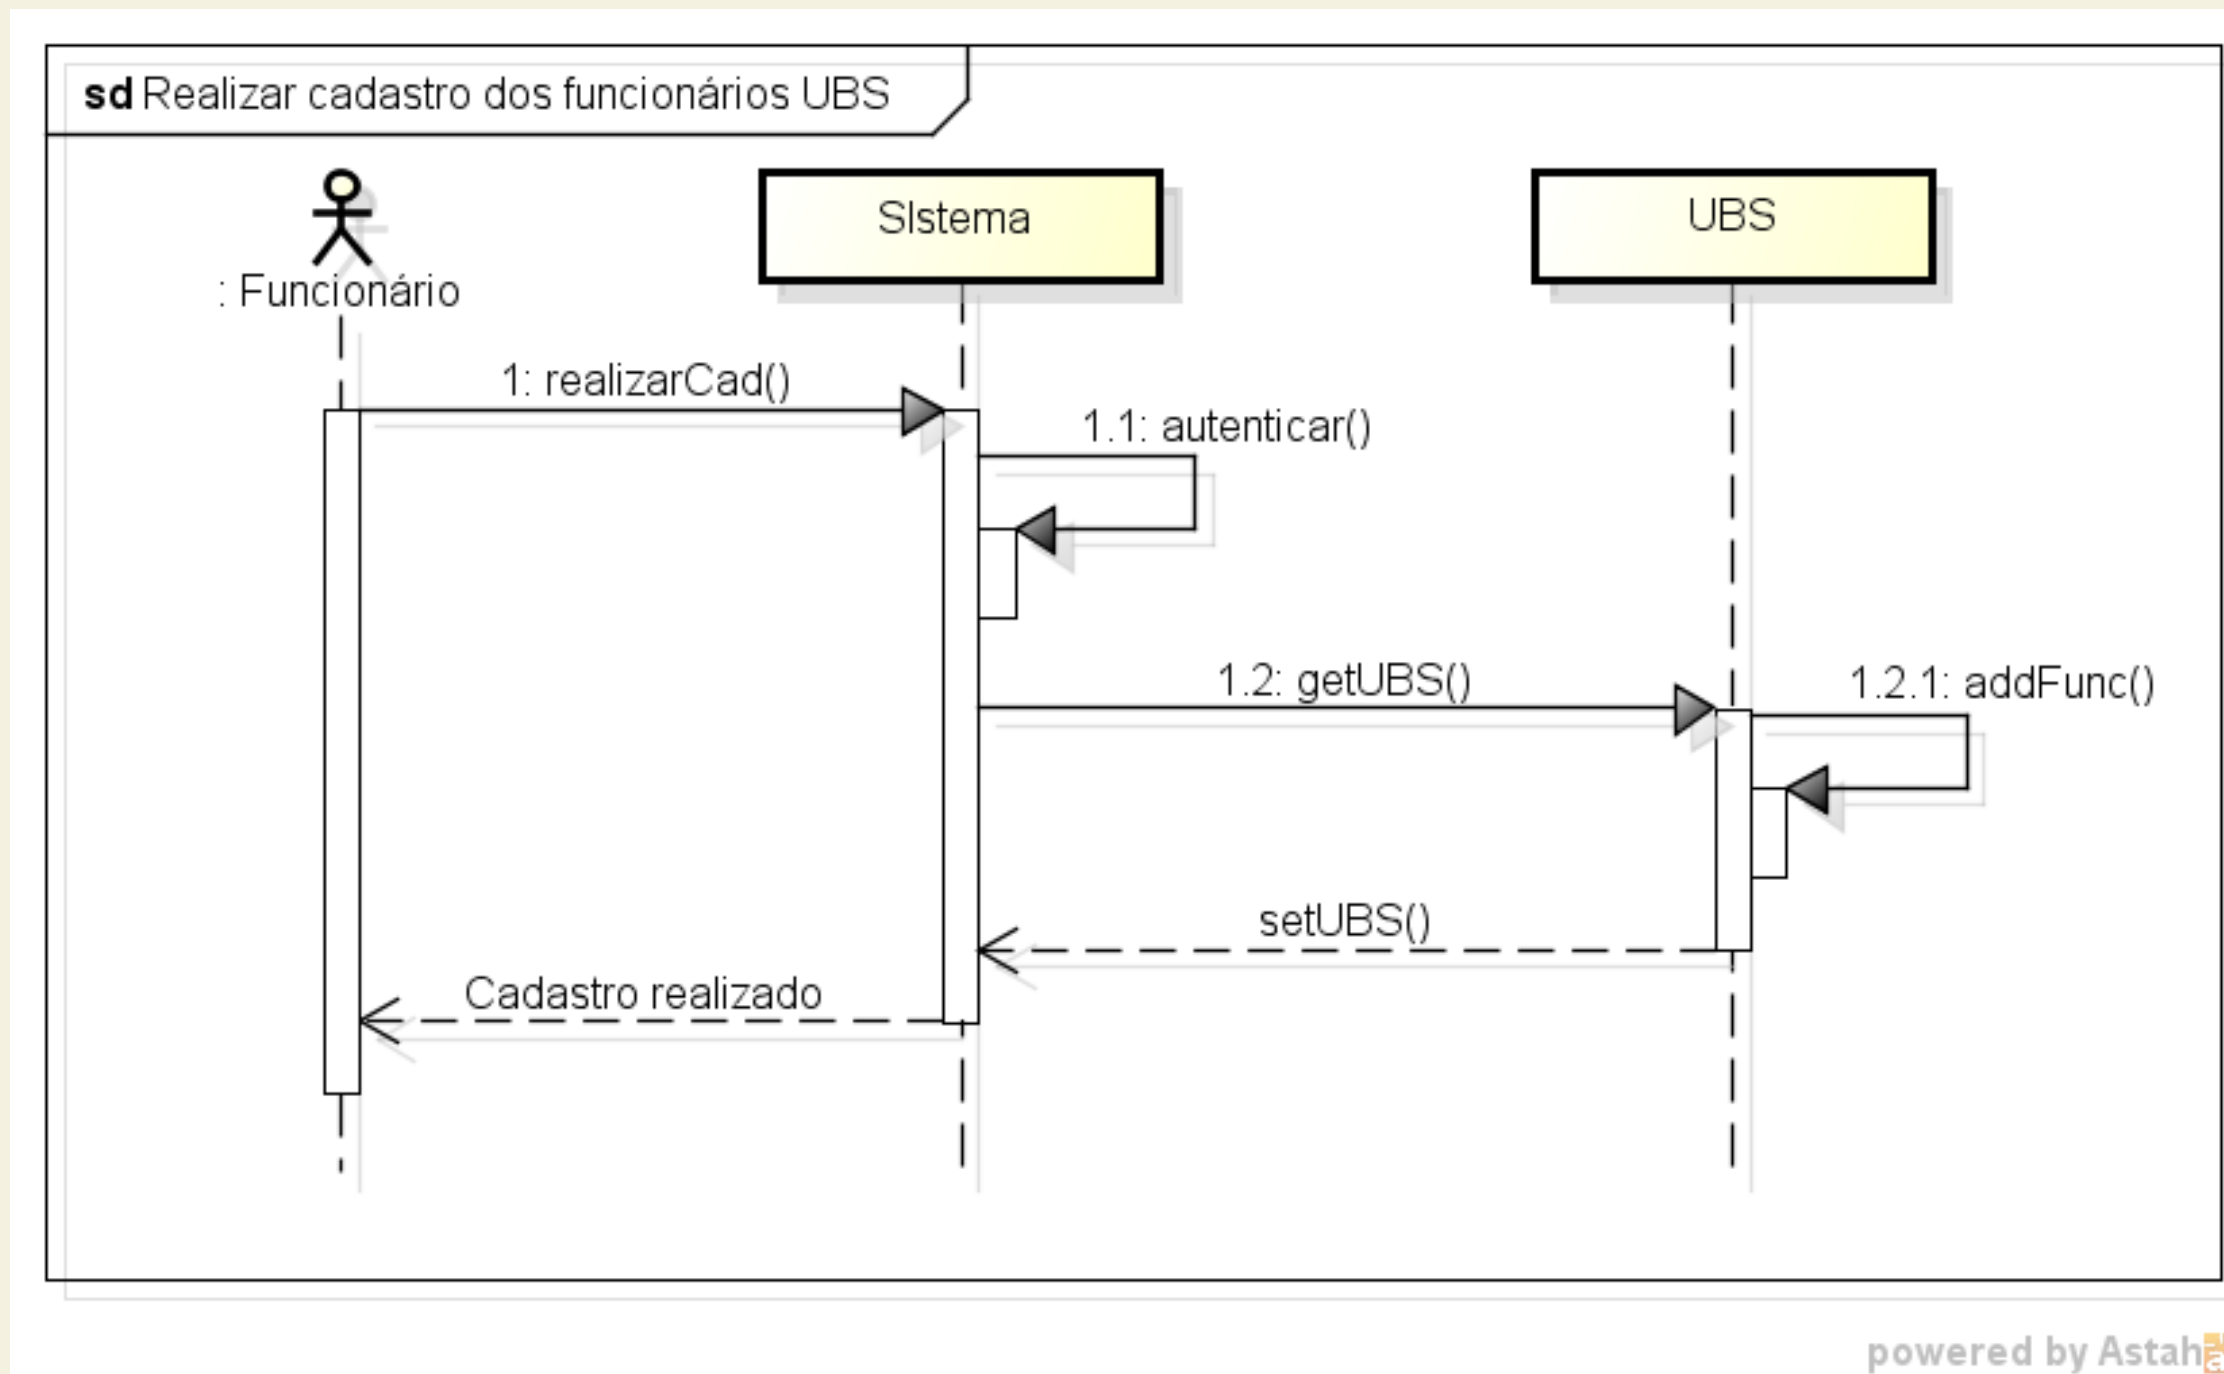 sd Realizar cadastro dos funcionários UBS
: Funcionário
SIstema
UBS
1: realizarCad()
1.1: autenticar()
1.2: getUBS()
1.2.1: addFunc()
setUBS()
Cadastro realizado
powered by Astah